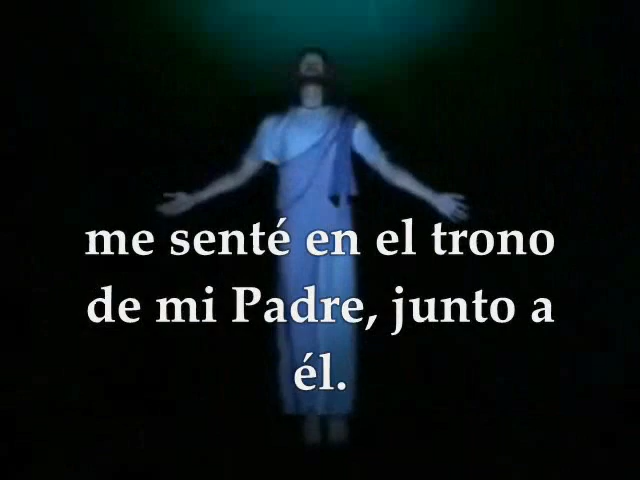 me senté en el trono
de mi Padre, junto a
él.